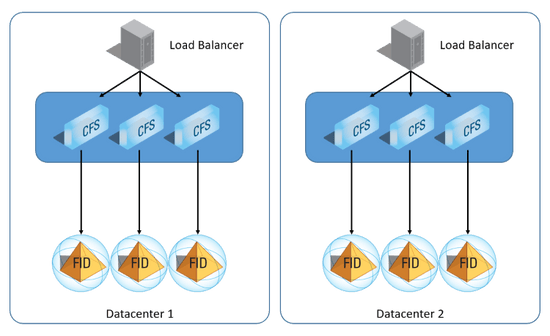 Load Balancer
CFS CFS CFS
FID FID FID
Datacenter 1
Load Balancer
CFS CFS CFS
FID FID FID
Datacenter 2